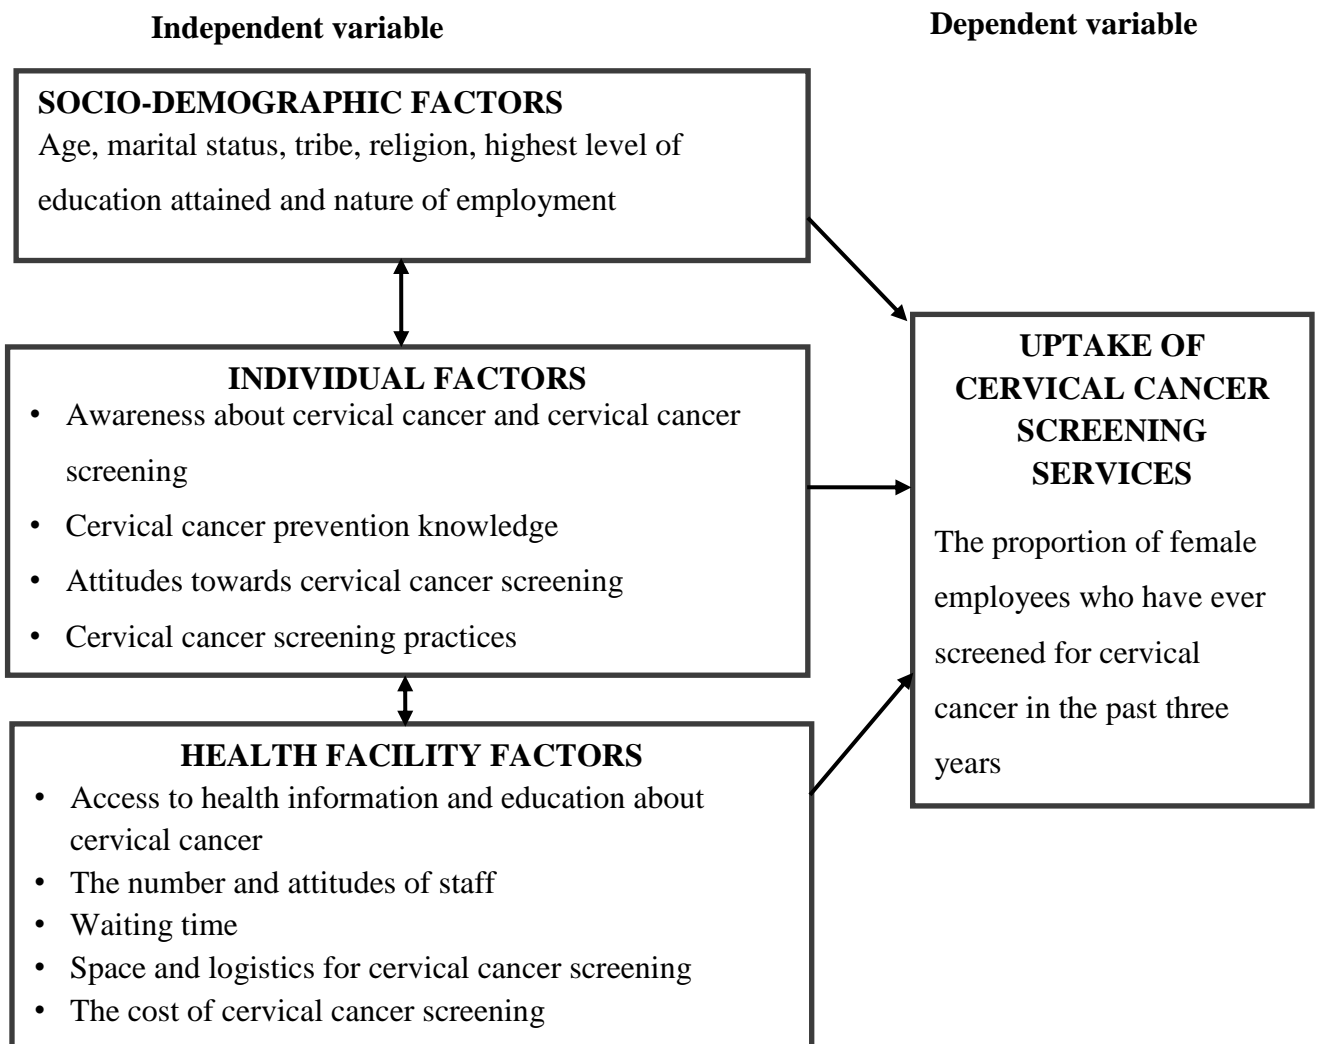 Independent variable
Dependent variable
SOCIO-DEMOGRAPHIC FACTORS
Age, marital status, tribe, religion, highest level of
education attained and nature of employment
INDIVIDUAL FACTORS
• Awareness about cervical cancer and cervical cancer
screening
• Cervical cancer prevention knowledge
• Attitudes towards cervical cancer screening
• Cervical cancer screening practices
HEALTH FACILITY FACTORS
• Access to health information and education about
cervical cancer
• The number and attitudes of staff
• Waiting time
• Space and logistics for cervical cancer screening
• The cost of cervical cancer screening
UPTAKE OF
CERVICAL CANCER
SCREENING
SERVICES
The proportion of female
employees who have ever
screened for cervical
cancer in the past three
years